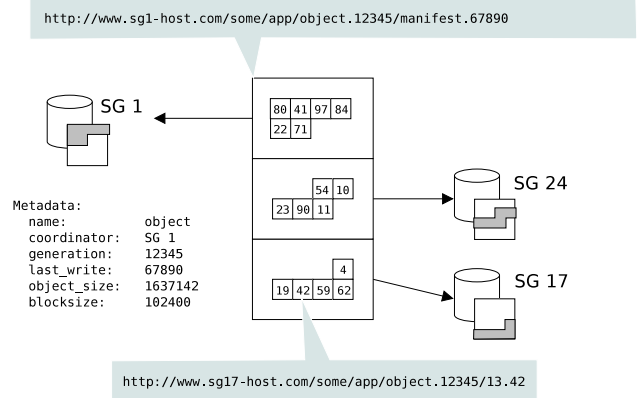 http://www.sg1-host.com/some/app/object.12345/manifest.67890
SG 1
80 41 97 84
22 71
54 10
23 90 11
SG 24
Metadata:
name: object
coordinator: SG 1
generation: 12345
last_write: 67890
object_size: 1637142
blocksize: 102400
4
19 42 59 62
SG 17
http://www.sg17-host.com/some/app/object.12345/13.42